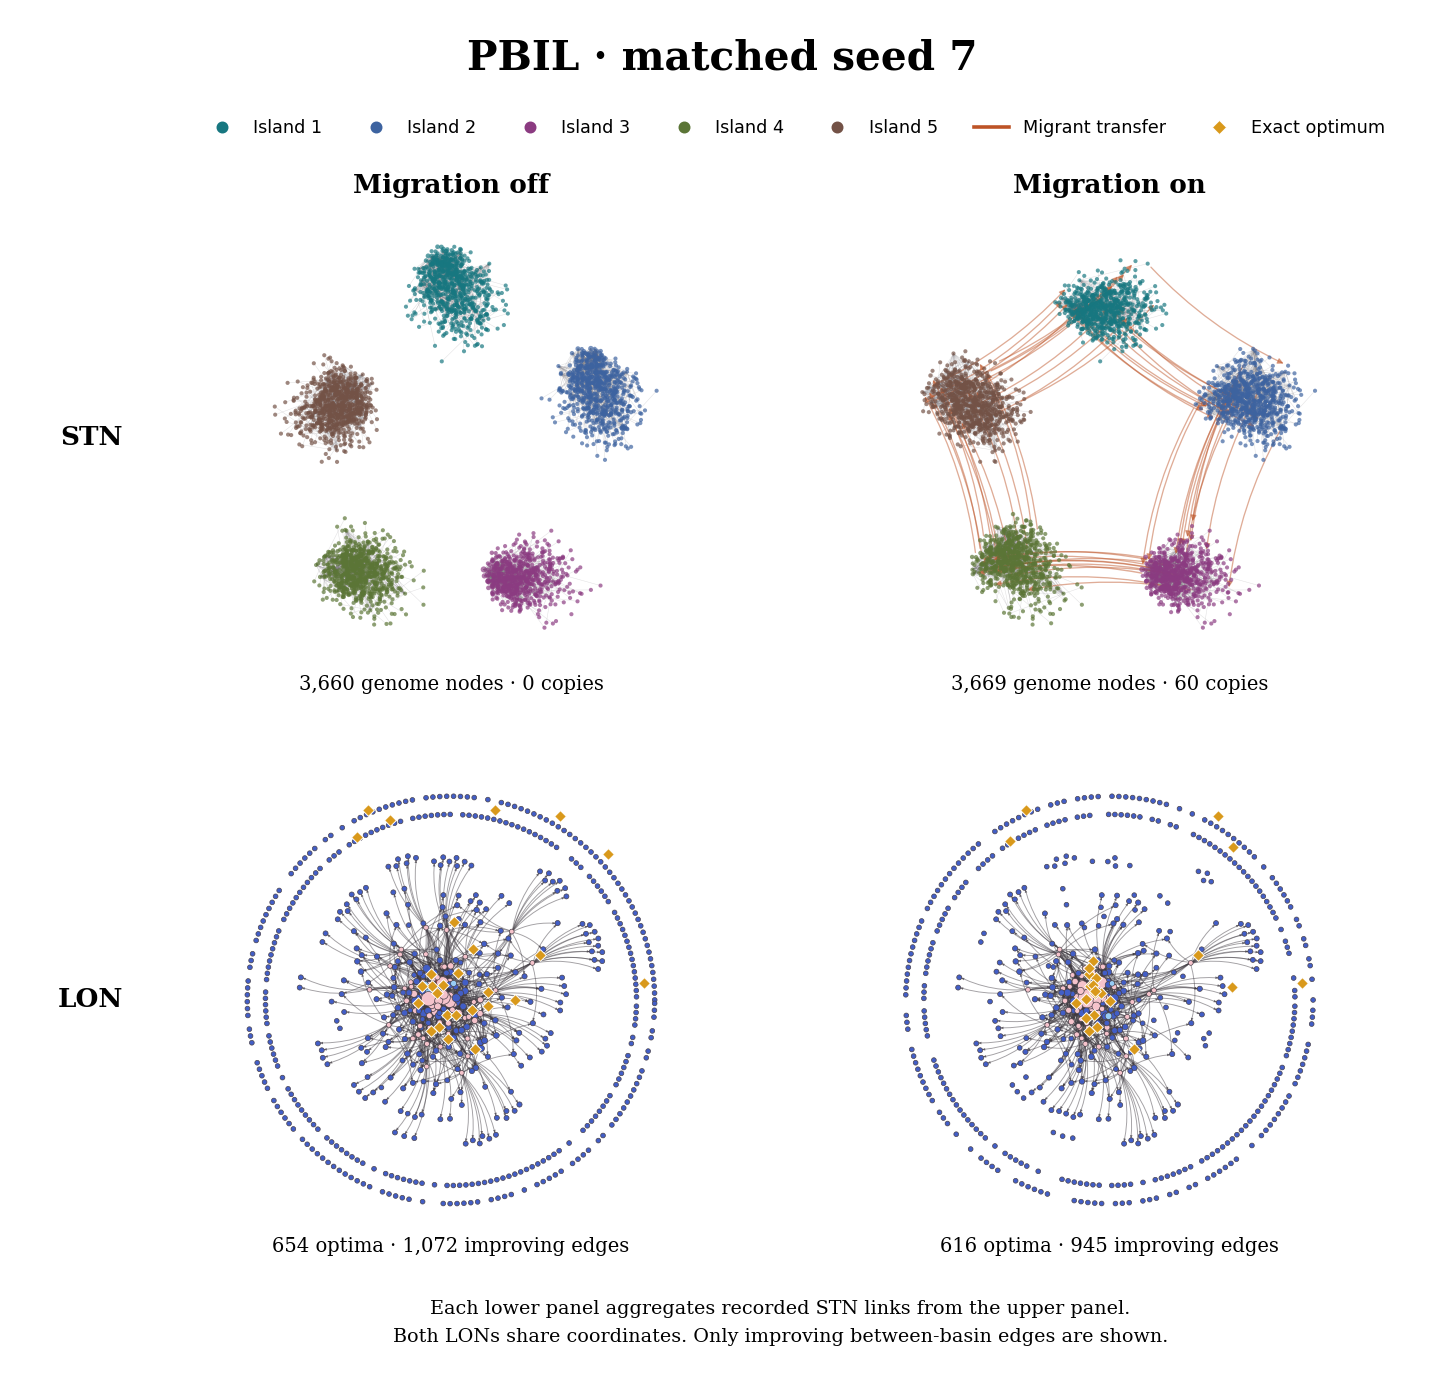 PBIL · matched seed 7
Island 1 Island 2 Island 3 Island 4 Island 5 Migrant transfer Exact optimum
Migration off Migration on
STN
3,660 genome nodes · 0 copies 3,669 genome nodes · 60 copies
LON
654 optima · 1,072 improving edges 616 optima · 945 improving edges
Each lower panel aggregates recorded STN links from the upper panel.
Both LONs share coordinates. Only improving between-basin edges are shown.